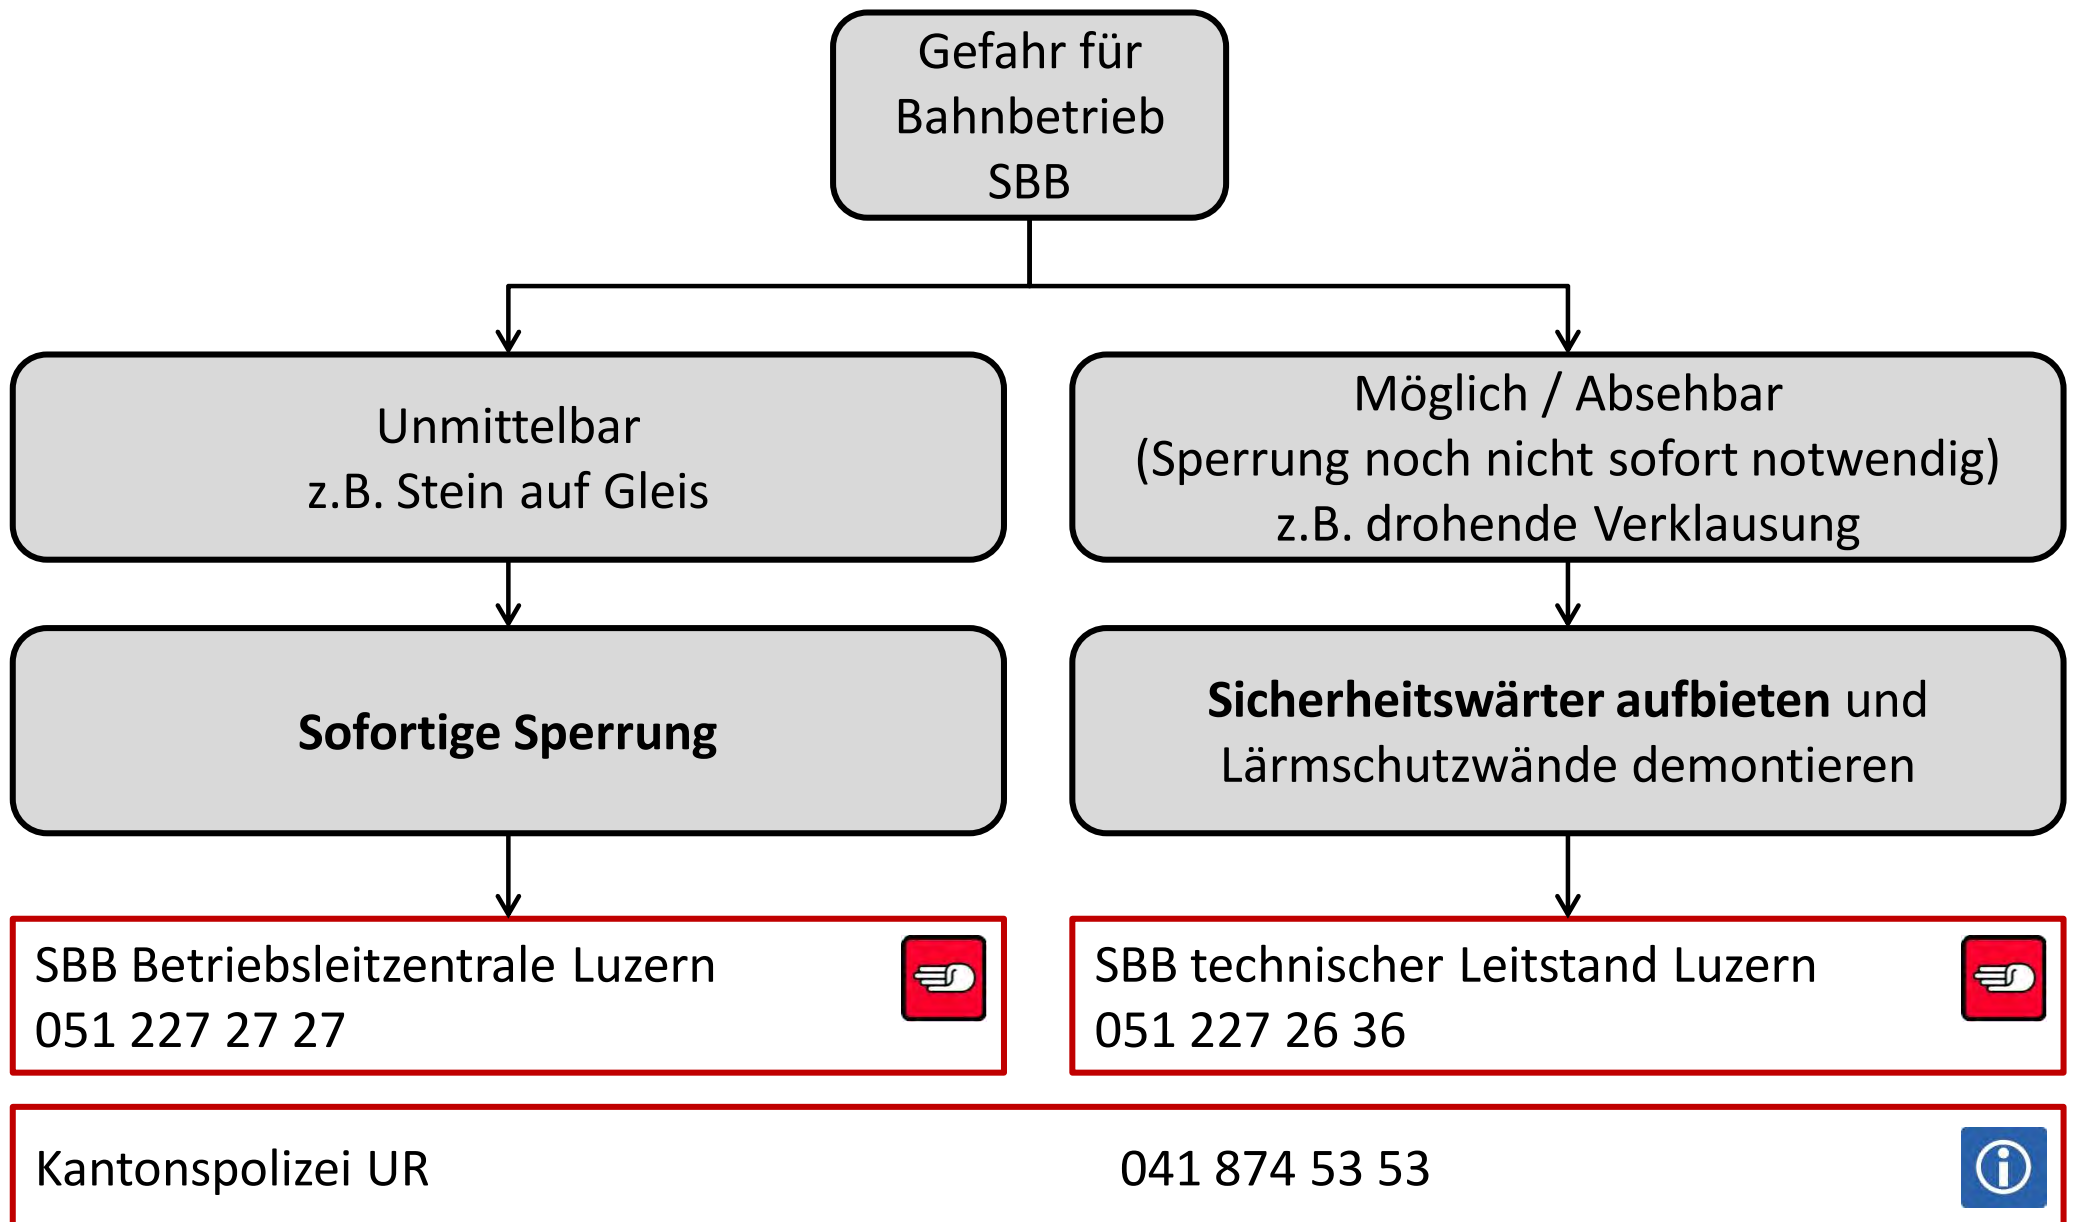 Gefahr für
Bahnbetrieb
SBB
Unmittelbar
z.B. Stein auf Gleis
Möglich / Absehbar
(Sperrung noch nicht sofort notwendig)
z.B. drohende Verklausung
Sofortige Sperrung
Sicherheitswärter aufbieten und
Lärmschutzwände demontieren
SBB Betriebsleitzentrale Luzern
051 227 27 27
SBB technischer Leitstand Luzern
051 227 26 36
Kantonspolizei UR 041 874 53 53